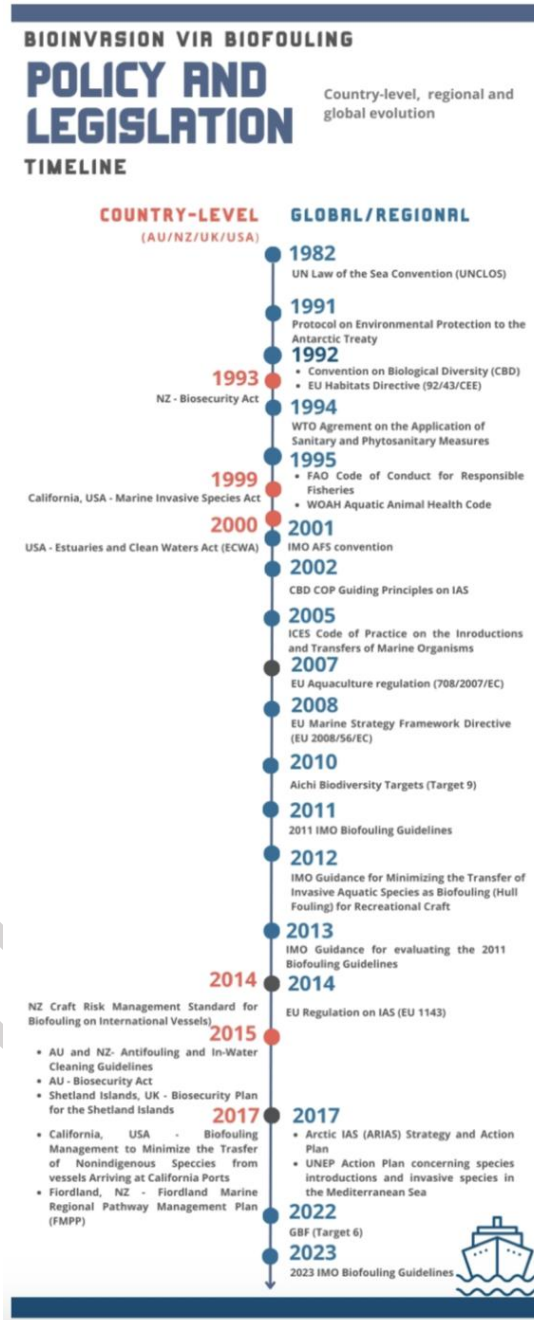 BIOINVASION VIA BIOFOULING
POLICY AND
LEGISLATION
TIMELINE
Country-level, regional and
global evolution
COUNTRY-LEVEL
(AU/NZ/UK/USA)
GLOBAL/REGIONAL
1982
UN Law of the Sea Convention (UNCLOS)
1991
Protocol on Environmental Protection to the
Antarctic Treaty
1992
• Convention on Biological Diversity (CBD)
• EU Habitats Directive (92/43/CEE)
1993
NZ - Biosecurity Act
1994
WTO Agrement on the Application of
Sanitary and Phytosanitary Measures
1995
• FAO Code of Conduct for Responsible
Fisheries
• WOAH Aquatic Animal Health Code
1999
California, USA - Marine Invasive Species Act
2000
USA - Estuaries and Clean Waters Act (ECWA)
2001
IMO AFS convention
2002
CBD COP Guiding Principles on IAS
2005
ICES Code of Practice on the Inroductions
and Transfers of Marine Organisms
2007
EU Aquaculture regulation (708/2007/EC)
2008
EU Marine Strategy Framework Directive
(EU 2008/56/EC)
2010
Aichi Biodiversity Targets (Target 9)
2011
2011 IMO Biofouling Guidelines
2012
IMO Guidance for Minimizing the Transfer of
Invasive Aquatic Species as Biofouling (Hull
Fouling) for Recreational Craft
2013
IMO Guidance for evaluating the 2011
Biofouling Guidelines
2014
NZ Craft Risk Management Standard for
Biofouling on International Vessels)
2014
EU Regulation on IAS (EU 1143)
2015
• AU and NZ- Antifouling and In-Water
Cleaning Guidelines
• AU - Biosecurity Act
• Shetland Islands, UK - Biosecurity Plan
for the Shetland Islands
2017
• California, USA - Biofouling
Management to Minimize the Trasfer
of Nonindigenous Speccies from
vessels Arriving at California Ports
• Fiordland, NZ - Fiordland Marine
Regional Pathway Management Plan
(FMPP)
2017
• Arctic IAS (ARIAS) Strategy and Action
Plan
• UNEP Action Plan concerning species
introductions and invasive species in
the Mediterranean Sea
2022
GBF (Target 6)
2023
2023 IMO Biofouling Guidelines